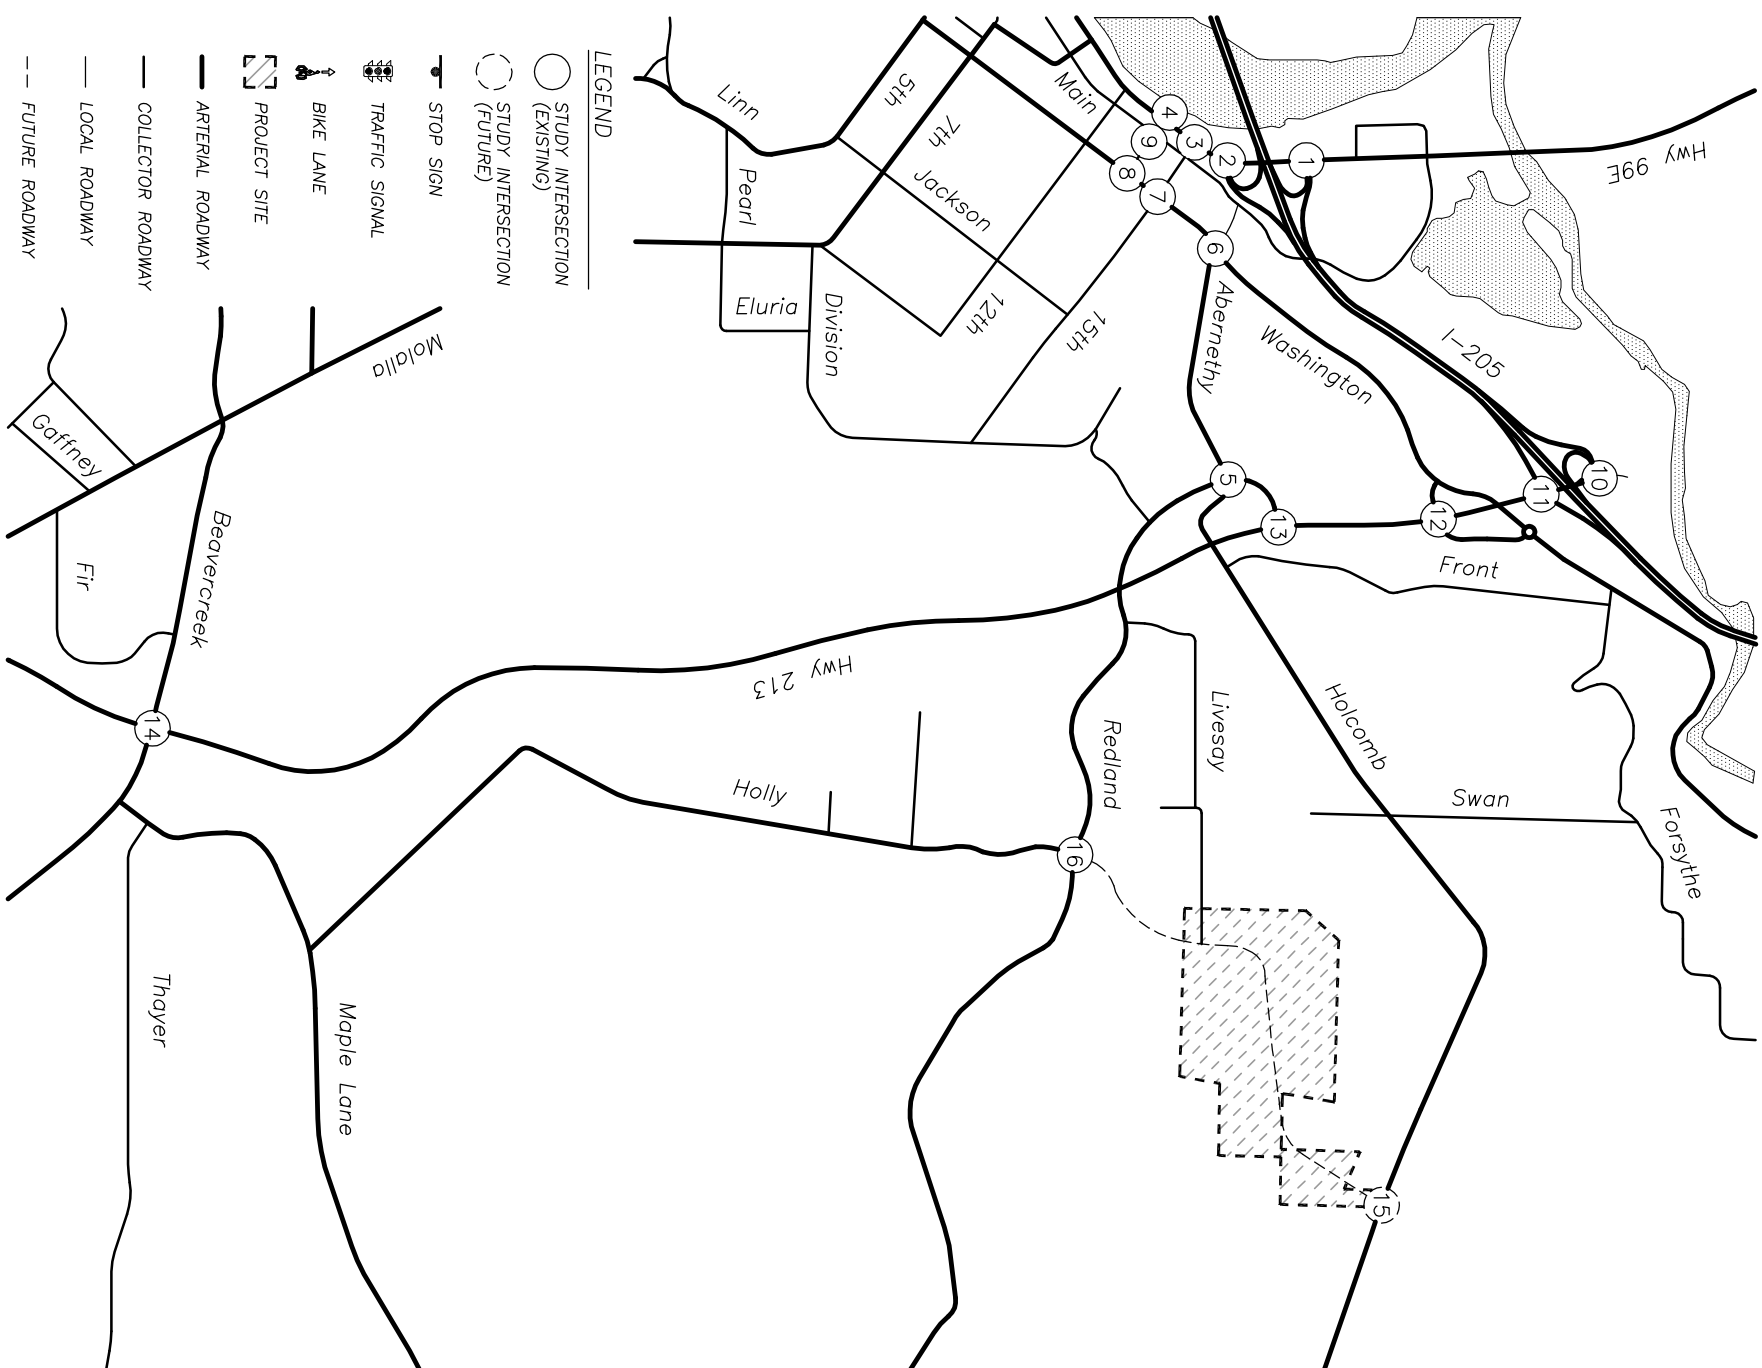 LEGEND
STUDY INTERSECTION
(EXISTING)
STUDY INTERSECTION
(FUTURE)
STOP SIGN
TRAFFIC SIGNAL
BIKE LANE
PROJECT SITE
ARTERIAL ROADWAY
COLLECTOR ROADWAY
LOCAL ROADWAY
FUTURE ROADWAY
Hwy 99E
I-205
Main
5th
7th
Linn
Jackson
Pearl
Eluria
Division
12th
15th
Abernethy
Washington
Molalla
Gaffney
Fir
Beavercreek
Front
Hwy 213
Holcomb
Livesay
Redland
Holly
Swan
Forsythe
Thayer
Maple Lane
1
2
3
4
5
6
7
8
9
10
11
12
13
14
15
16